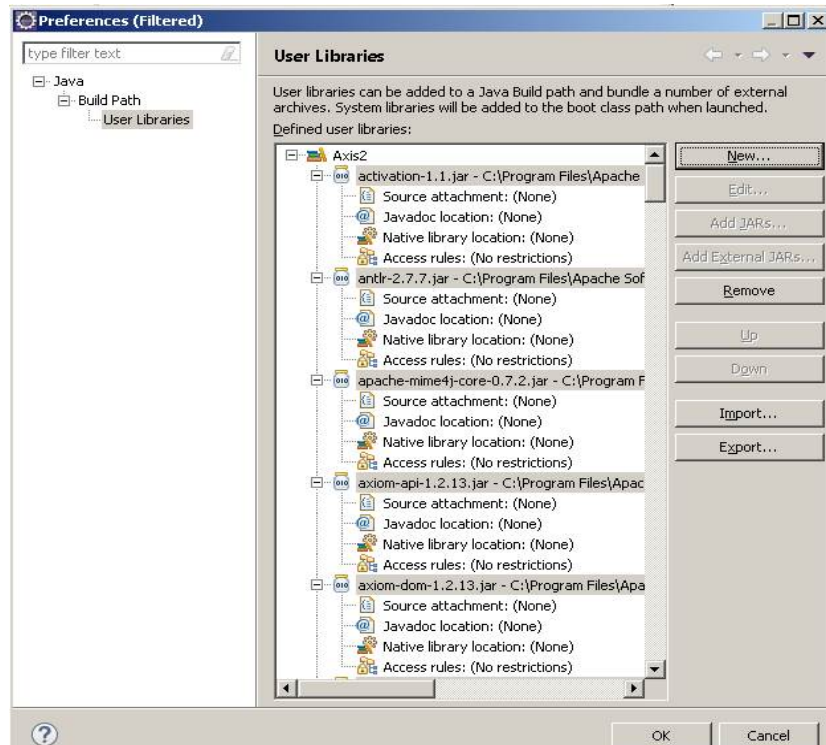 Preferences (Filtered)
type filter text
Java
Build Path
User Libraries
User Libraries
User libraries can be added to a Java Build path and bundle a number of external
archives. System libraries will be added to the boot class path when launched.
Defined user libraries:
Axis2
activation-1.1.jar - C:\Program Files\Apache
Source attachment: (None)
Javadoc location: (None)
Native library location: (None)
Access rules: (No restrictions)
antlr-2.7.7.jar - C:\Program Files\Apache Sof
Source attachment: (None)
Javadoc location: (None)
Native library location: (None)
Access rules: (No restrictions)
apache-mime4j-core-0.7.2.jar - C:\Program F
Source attachment: (None)
Javadoc location: (None)
Native library location: (None)
Access rules: (No restrictions)
axiom-api-1.2.13.jar - C:\Program Files\Apac
Source attachment: (None)
Javadoc location: (None)
Native library location: (None)
Access rules: (No restrictions)
axiom-dom-1.2.13.jar - C:\Program Files\Apa
Source attachment: (None)
Javadoc location: (None)
Native library location: (None)
Access rules: (No restrictions)
New...
Edit...
Add JARs...
Add External JARs...
Remove
Up
Down
Import...
Export...
OK
Cancel